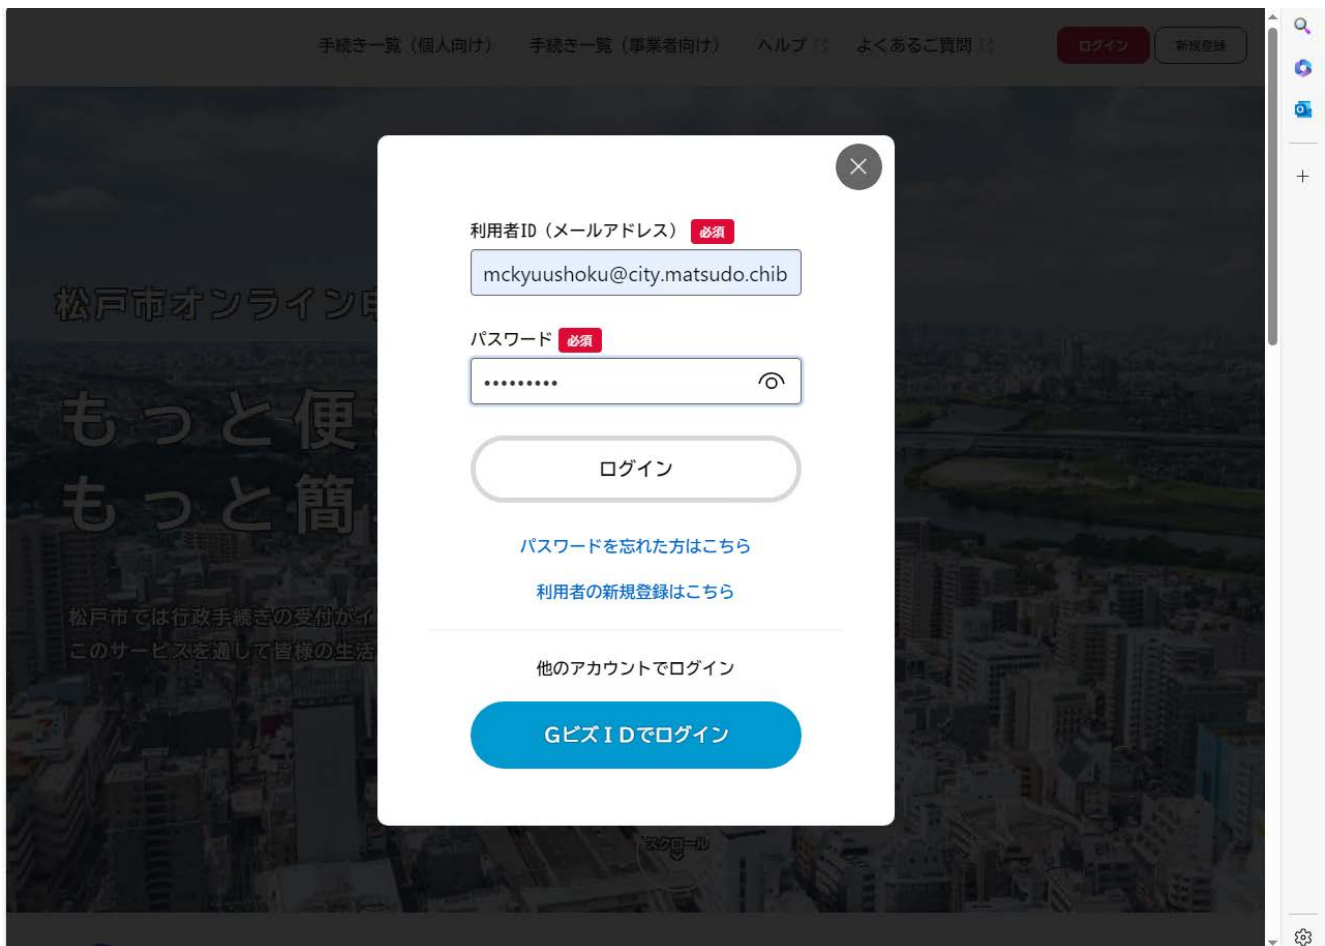 手続き一覧（個人向け）
手続き一覧（事業者向け）
ヘルプ
よくあるご質問
ログイン
新規登録
松戸市オンライン
もっと便
もっと簡
松戸市では行政手続きの受付がイ
このサービスを通して皆様の生活
利用者ID（メールアドレス） 必須
mckyuushoku@city.matsudo.chib
パスワード 必須
•••••••••
ログイン
パスワードを忘れた方はこちら
利用者の新規登録はこちら
他のアカウントでログイン
GビズIDでログイン
スクロール